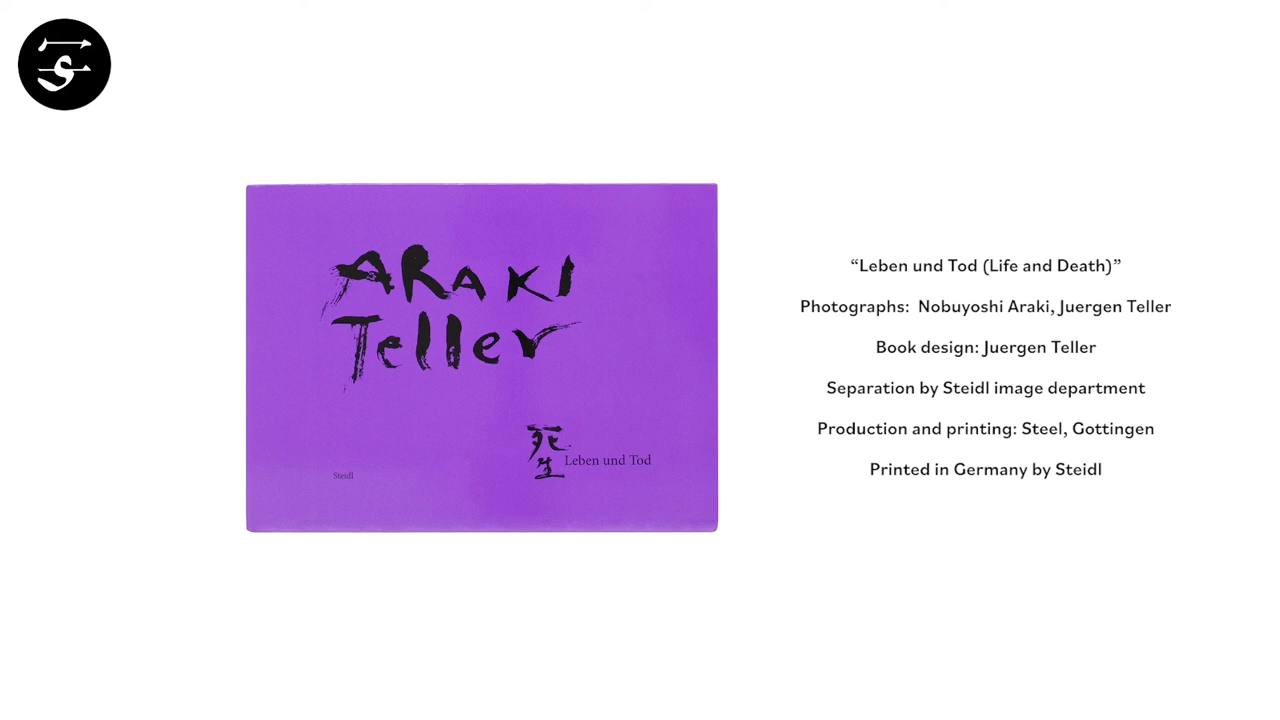 ARAKI
Teller
死
生
Leben und Tod
Steidl
“Leben und Tod (Life and Death)”
Photographs:  Nobuyoshi Araki, Juergen Teller
Book design: Juergen Teller
Separation by Steidl image department
Production and printing: Steel, Gottingen
Printed in Germany by Steidl